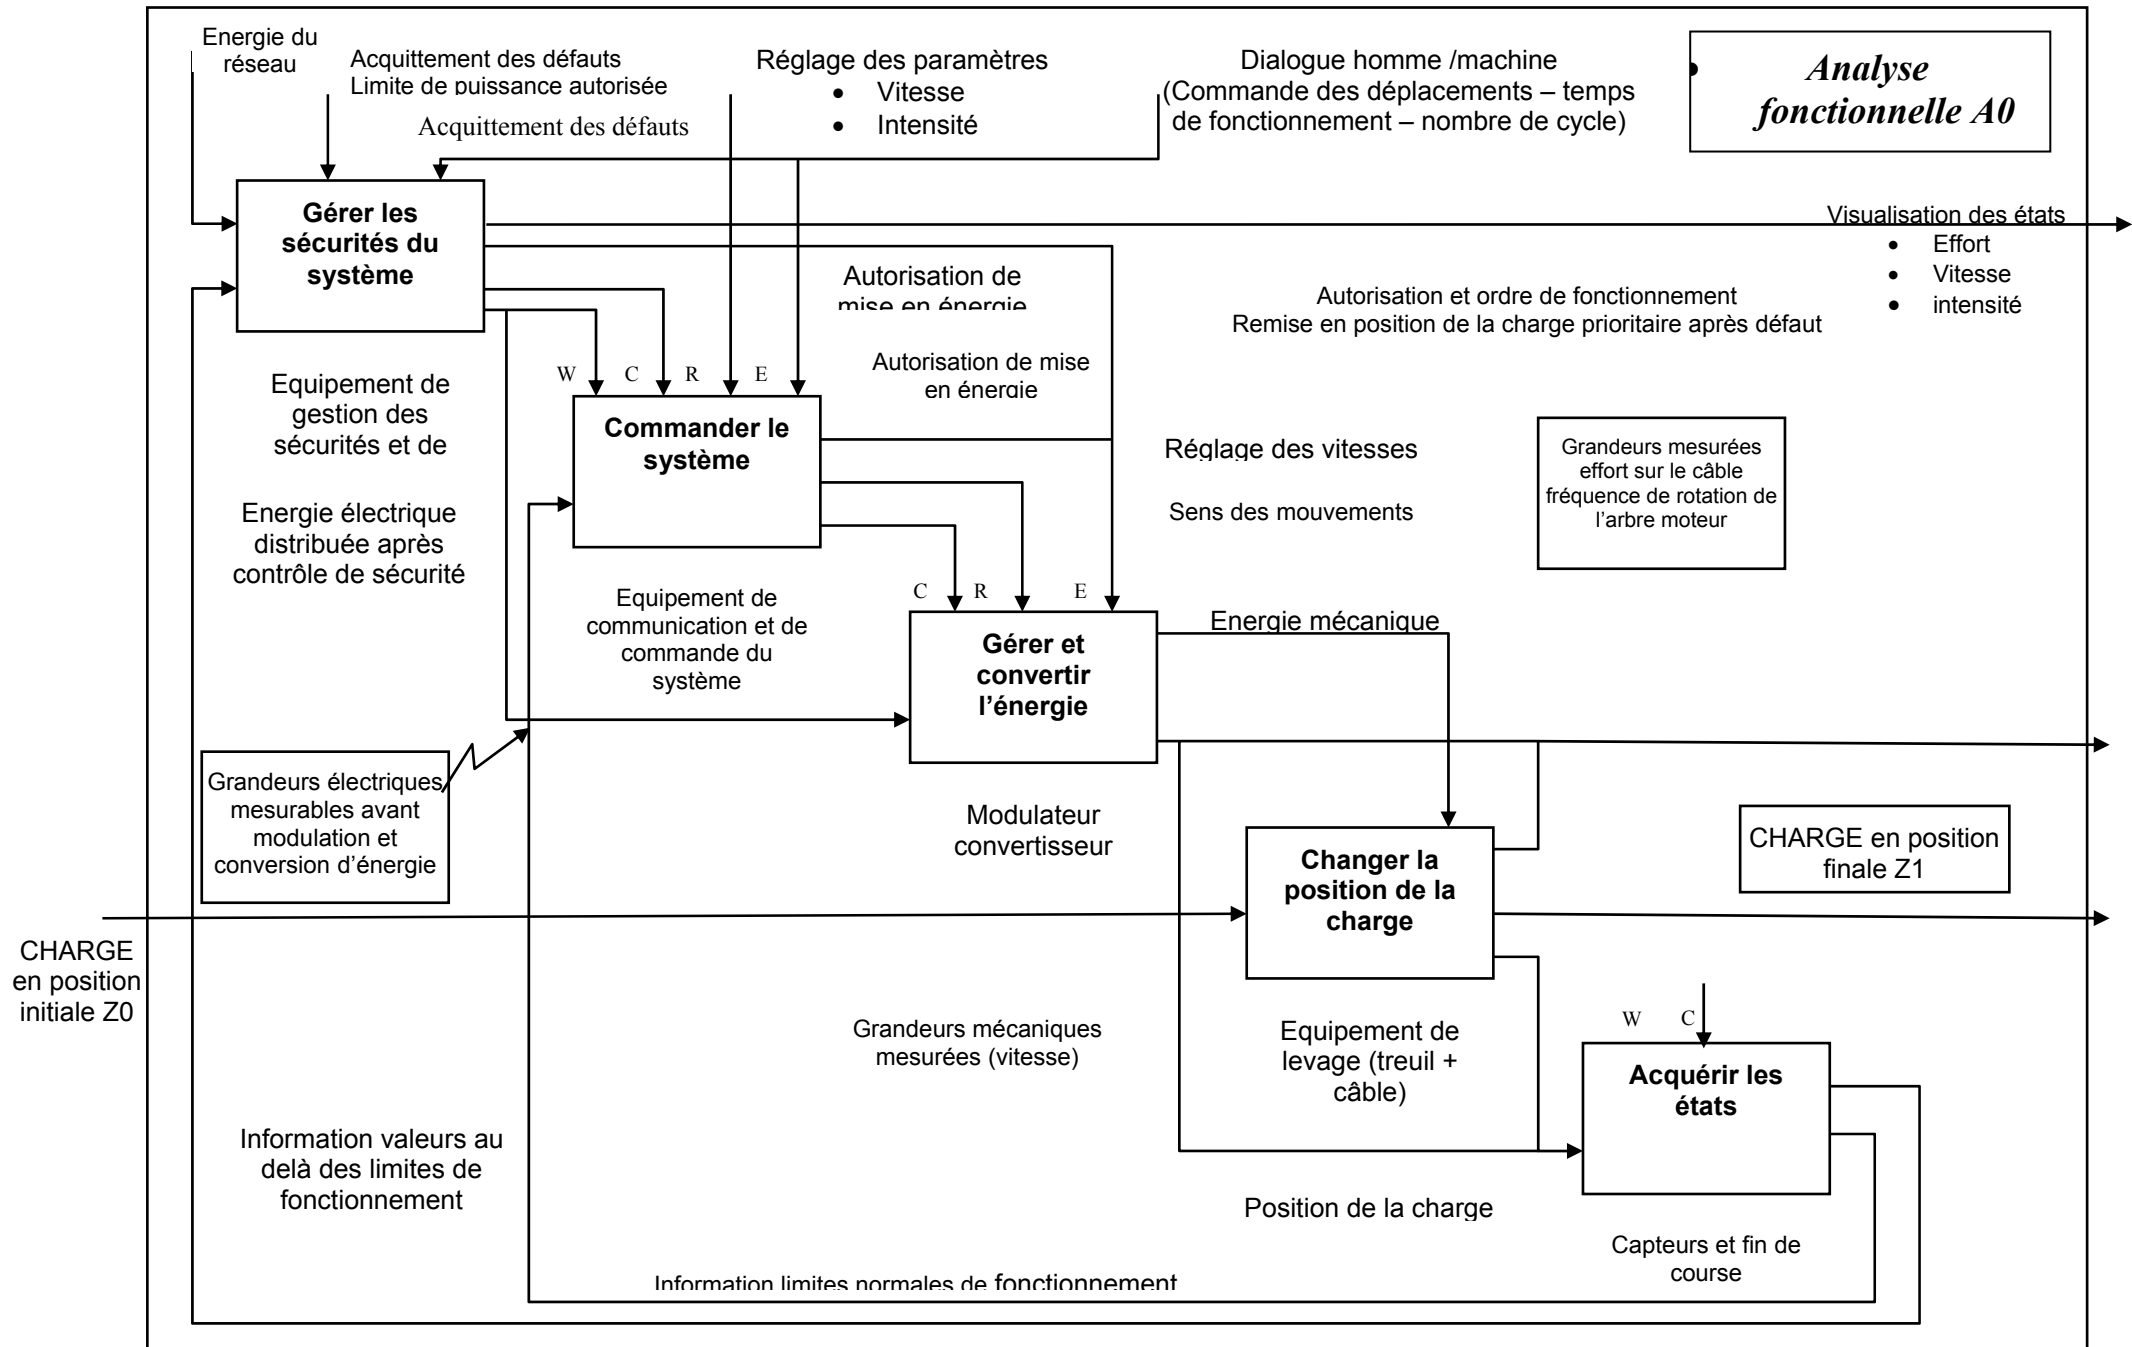 Energie du
réseau
Acquittement des défauts
Limite de puissance autorisée
Acquittement des défauts
Réglage des paramètres
• Vitesse
• Intensité
Dialogue homme /machine
(Commande des déplacements – temps
de fonctionnement – nombre de cycle)
• Analyse
fonctionnelle A0
Gérer les
sécurités du
système
Visualisation des états
• Effort
• Vitesse
• intensité
Autorisation de
mise en énergie
Autorisation et ordre de fonctionnement
Remise en position de la charge prioritaire après défaut
Autorisation de mise
en énergie
W C R E
Equipement de
gestion des
sécurités et de
Commander le
système
Réglage des vitesses
Sens des mouvements
Grandeurs mesurées
effort sur le câble
fréquence de rotation de
l’arbre moteur
Energie électrique
distribuée après
contrôle de sécurité
Equipement de
communication et de
commande du
système
C R E
Gérer et
convertir
l’énergie
Energie mécanique
Grandeurs électriques
mesurables avant
modulation et
conversion d’énergie
Modulateur
convertisseur
Changer la
position de la
charge
CHARGE en position
finale Z1
CHARGE
en position
initiale Z0
Grandeurs mécaniques
mesurées (vitesse)
Equipement de
levage (treuil +
câble)
W C
Acquérir les
états
Information valeurs au
delà des limites de
fonctionnement
Position de la charge
Capteurs et fin de
course
Information limites normales de fonctionnement